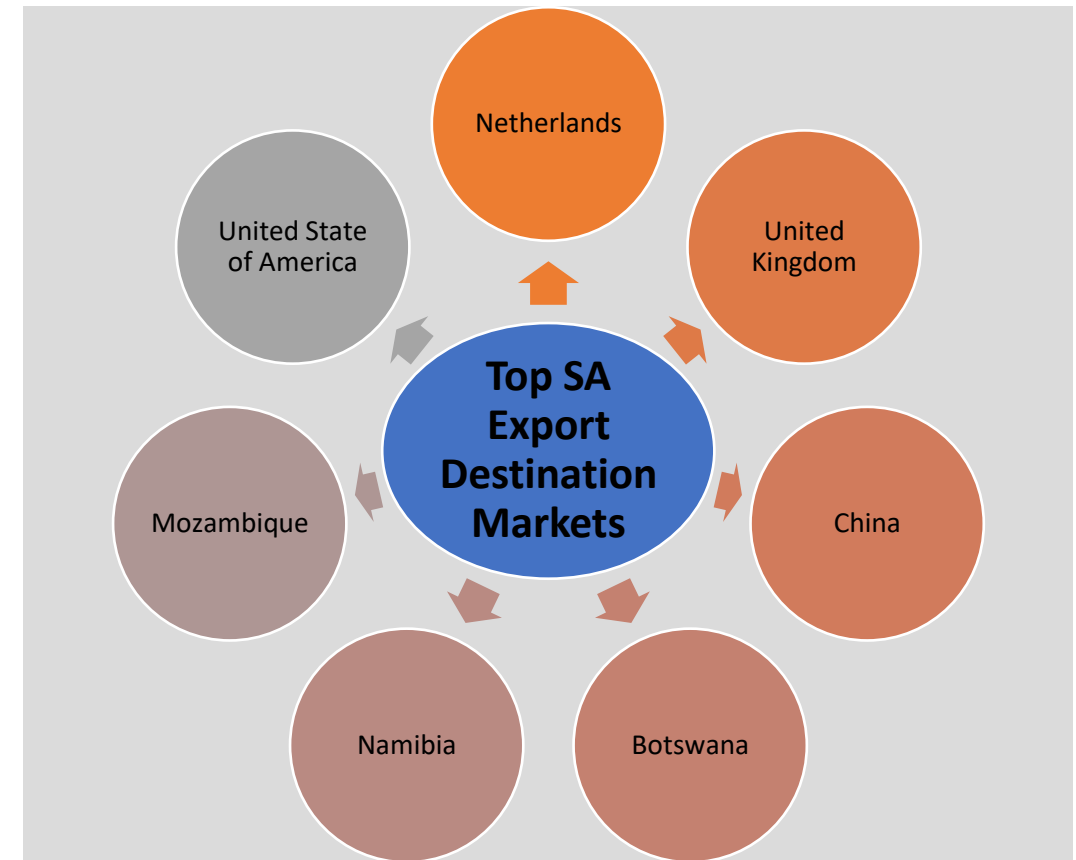 Netherlands
United
Kingdom
China
Botswana
Namibia
Mozambique
United State
of America
Top SA
Export
Destination
Markets